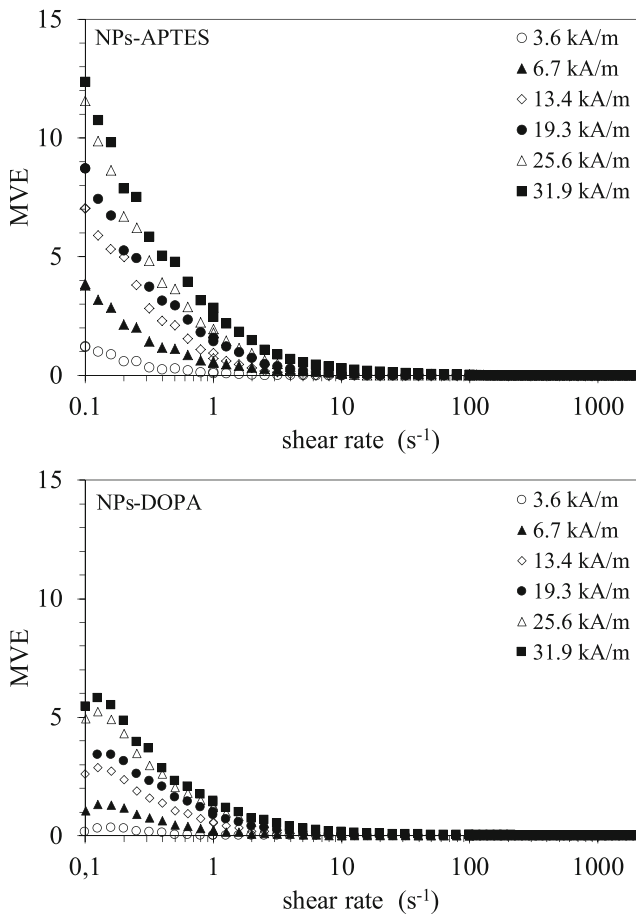 15
NPs-APTES
3.6 kA/m
6.7 kA/m
13.4 kA/m
19.3 kA/m
25.6 kA/m
31.9 kA/m
10
MVE
5
0
0.1
1
10
100
1000
shear rate (s-1)
15
NPs-DOPA
3.6 kA/m
6.7 kA/m
13.4 kA/m
19.3 kA/m
25.6 kA/m
31.9 kA/m
10
MVE
5
0
0,1
1
10
100
1000
shear rate (s-1)